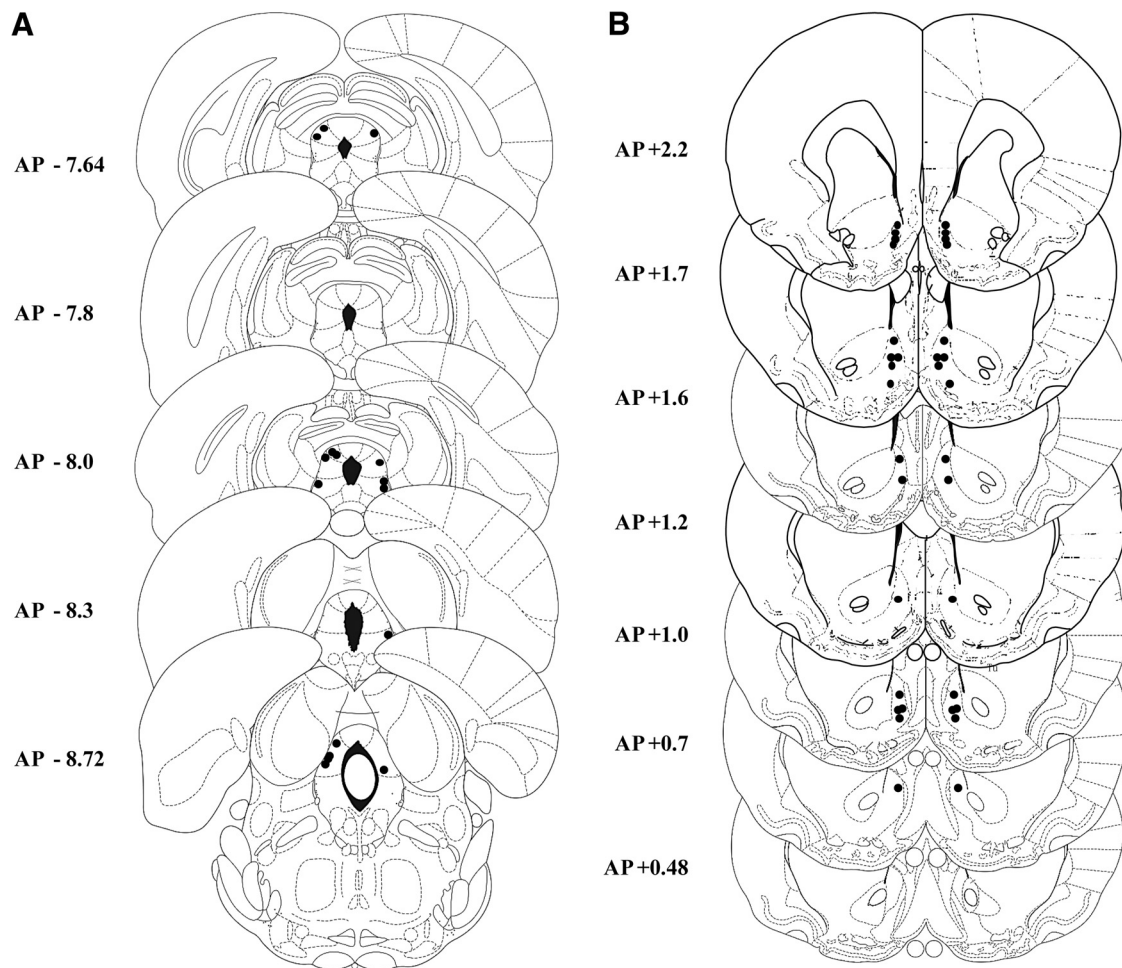 A
AP - 7.64
AP - 7.8
AP - 8.0
AP - 8.3
AP - 8.72
B
AP +2.2
AP +1.7
AP +1.6
AP +1.2
AP +1.0
AP +0.7
AP +0.48